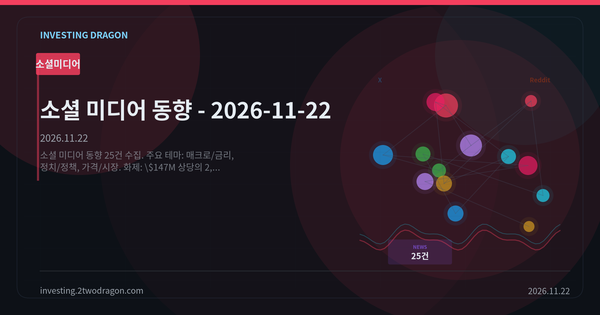 INVESTING DRAGON
소셜미디어
소셜 미디어 동향 - 2026-11-22
2026.11.22
소셜 미디어 동향 25건 수집. 주요 테마: 매크로/금리,
정치/정책, 가격/시장. 화제: \$147M 상당의 2,...
X
Reddit
NEWS
25건
investing.2twodragon.com
2026.11.22